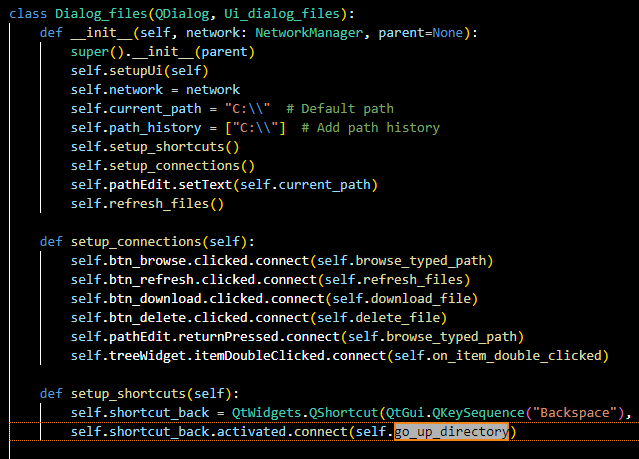 class Dialog_files(QDialog, Ui_dialog_files):
def __init__(self, network: NetworkManager, parent=None):
super().__init__(parent)
self.setupUi(self)
self.network = network
self.current_path = "C:\\"  # Default path
self.path_history = ["C:\\"]  # Add path history
self.setup_shortcuts()
self.setup_connections()
self.pathEdit.setText(self.current_path)
self.refresh_files()
def setup_connections(self):
self.btn_browse.clicked.connect(self.browse_typed_path)
self.btn_refresh.clicked.connect(self.refresh_files)
self.btn_download.clicked.connect(self.download_file)
self.btn_delete.clicked.connect(self.delete_file)
self.pathEdit.returnPressed.connect(self.browse_typed_path)
self.treeWidget.itemDoubleClicked.connect(self.on_item_double_clicked)
def setup_shortcuts(self):
self.shortcut_back = QtWidgets.QShortcut(QtGui.QKeySequence("Backspace"),
self.shortcut_back.activated.connect(self.go_up_directory)